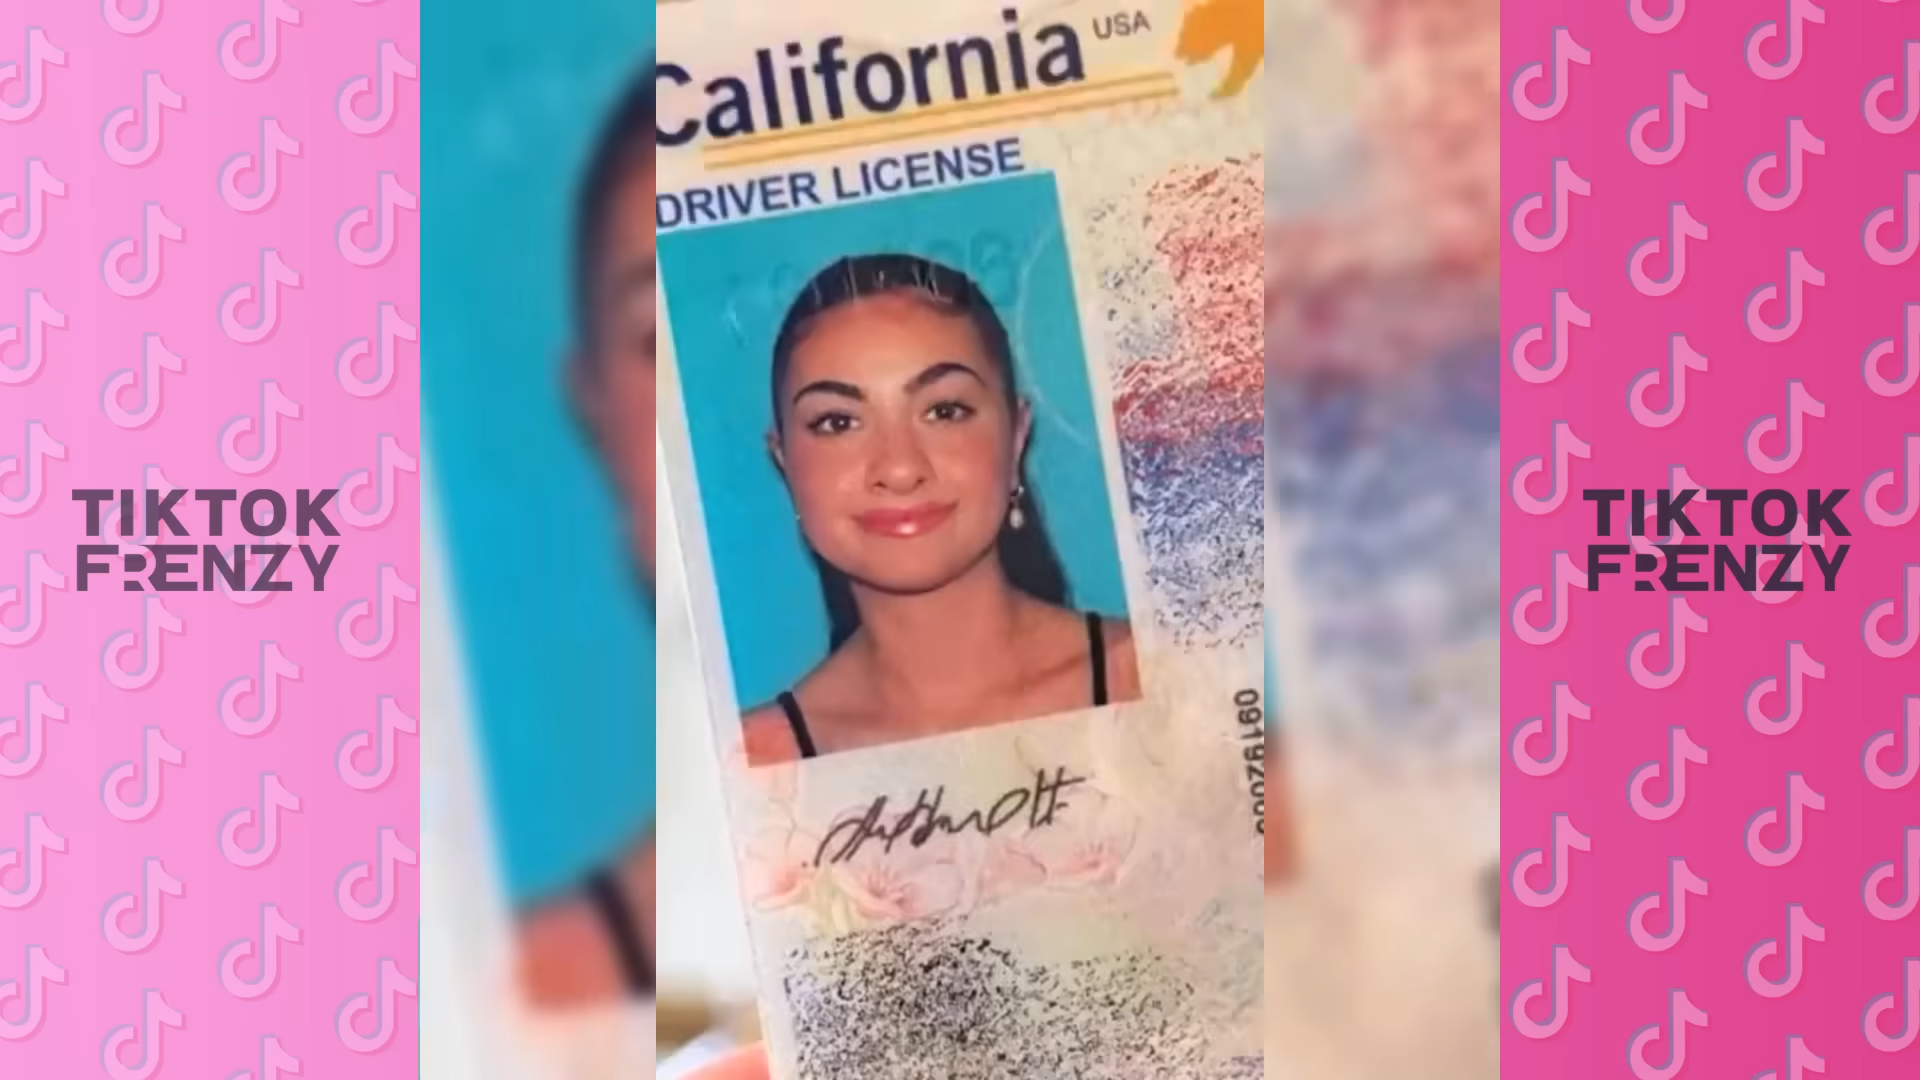 California USA
DRIVER LICENSE
TIKTOK
FRENZY
TIKTOK
FRENZY